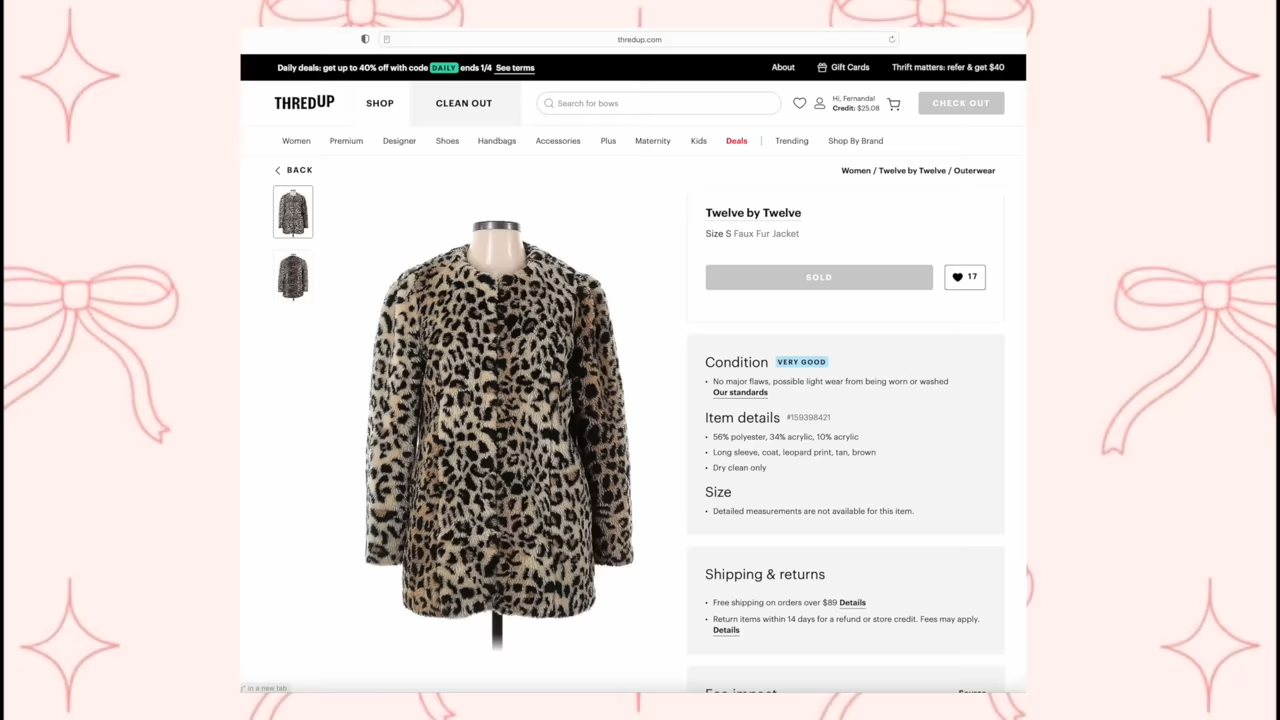 thredup.com
Daily deals: get up to 40% off with code DAILY ends 1/4 See terms
About
Gift Cards
Thrift matters: refer & get $40
THREDUP
SHOP
CLEAN OUT
Search for bows
Hi, Fernanda!
Credit: $25.08
CHECK OUT
Women
Premium
Designer
Shoes
Handbags
Accessories
Plus
Maternity
Kids
Deals
Trending
Shop By Brand
BACK
Women / Twelve by Twelve / Outerwear
Twelve by Twelve
Size S Faux Fur Jacket
SOLD
17
Condition VERY GOOD
• No major flaws, possible light wear from being worn or washed
Our standards
Item details #159398421
• 56% polyester, 34% acrylic, 10% acrylic
• Long sleeve, coat, leopard print, tan, brown
• Dry clean only
Size
• Detailed measurements are not available for this item.
Shipping & returns
• Free shipping on orders over $89 Details
• Return items within 14 days for a refund or store credit. Fees may apply.
Details
" in a new tab